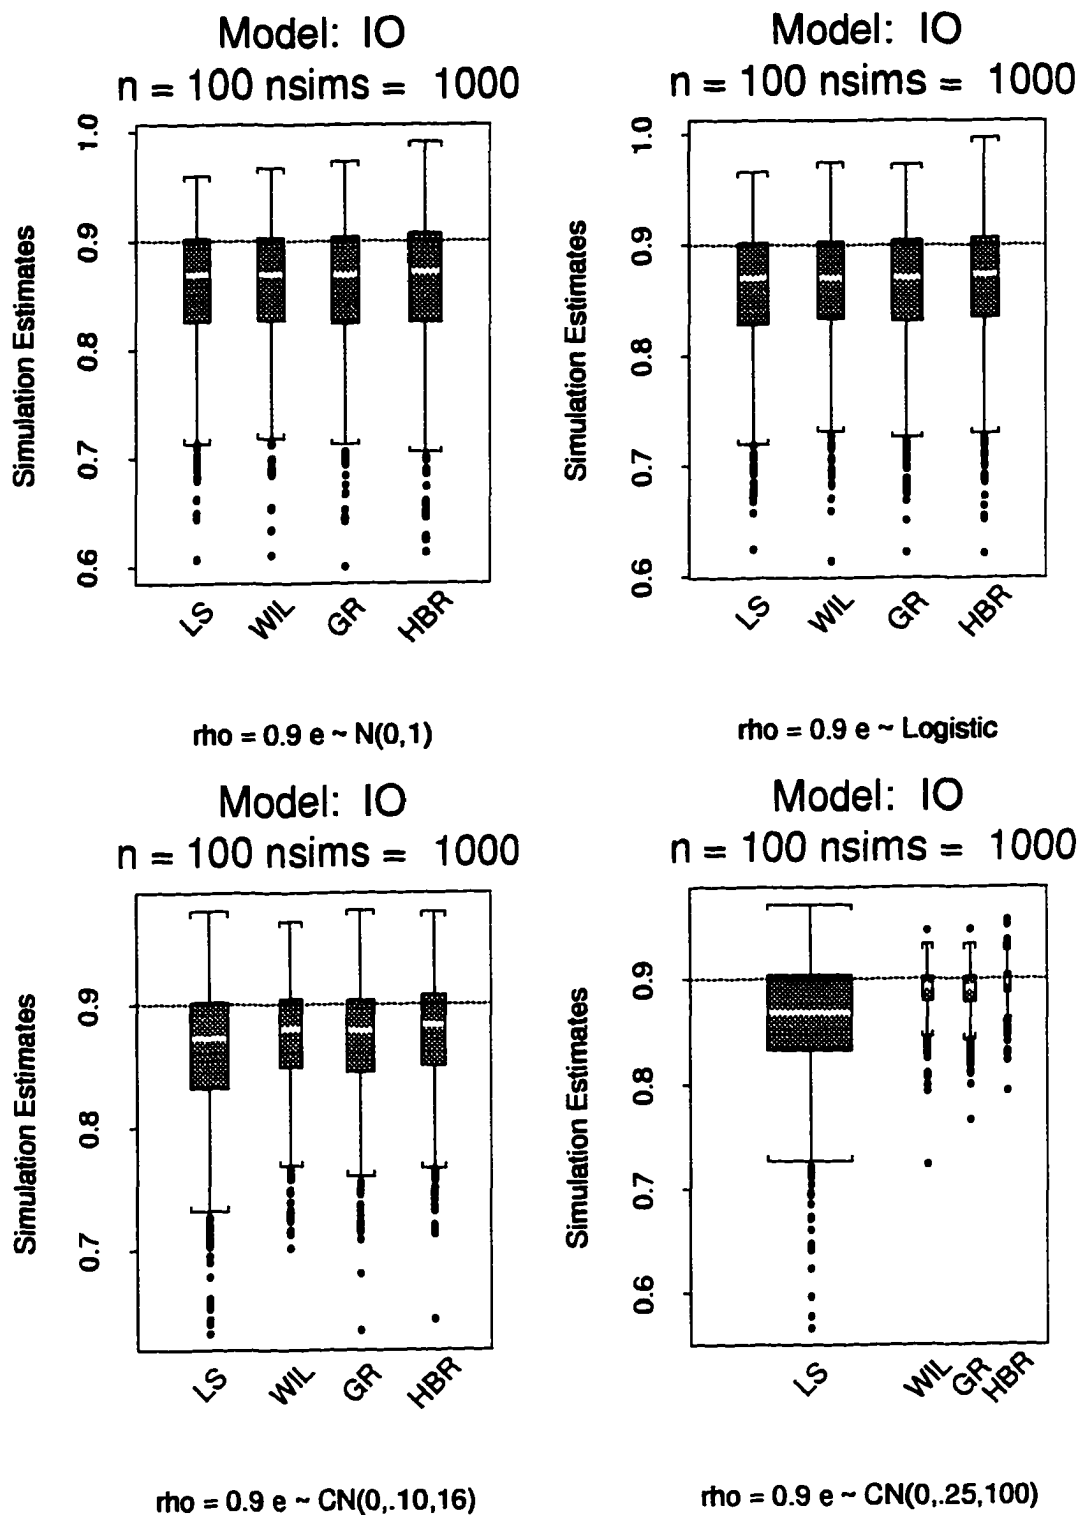 Model: IO
n = 100 nsims = 1000
Simulation Estimates
1.0
0.9
0.8
0.7
0.6
LS
WIL
GR
HBR
rho = 0.9 e ~ N(0,1)
Model: IO
n = 100 nsims = 1000
Simulation Estimates
1.0
0.9
0.8
0.7
0.6
LS
WIL
GR
HBR
rho = 0.9 e ~ Logistic
Model: IO
n = 100 nsims = 1000
Simulation Estimates
0.9
0.8
0.7
LS
WIL
GR
HBR
rho = 0.9 e ~ CN(0,.10,16)
Model: IO
n = 100 nsims = 1000
Simulation Estimates
0.9
0.8
0.7
0.6
LS
WIL
GR
HBR
rho = 0.9 e ~ CN(0,.25,100)